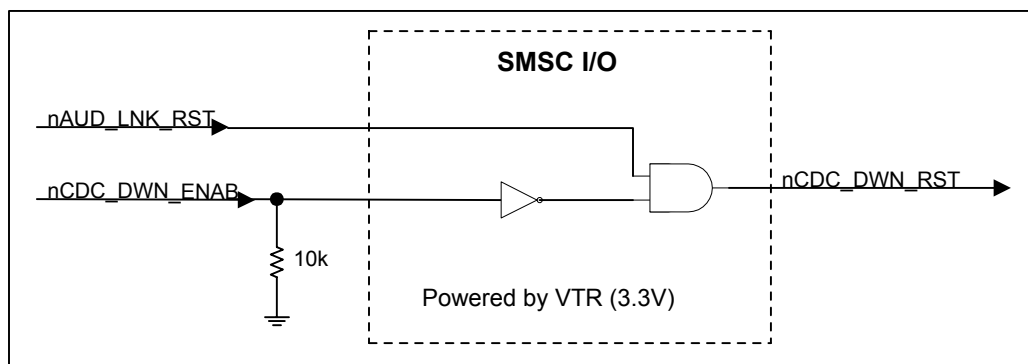 SMSC I/O
nAUD_LNK_RST
nCDC_DWN_ENAB
nCDC_DWN_RST
10k
Powered by VTR (3.3V)